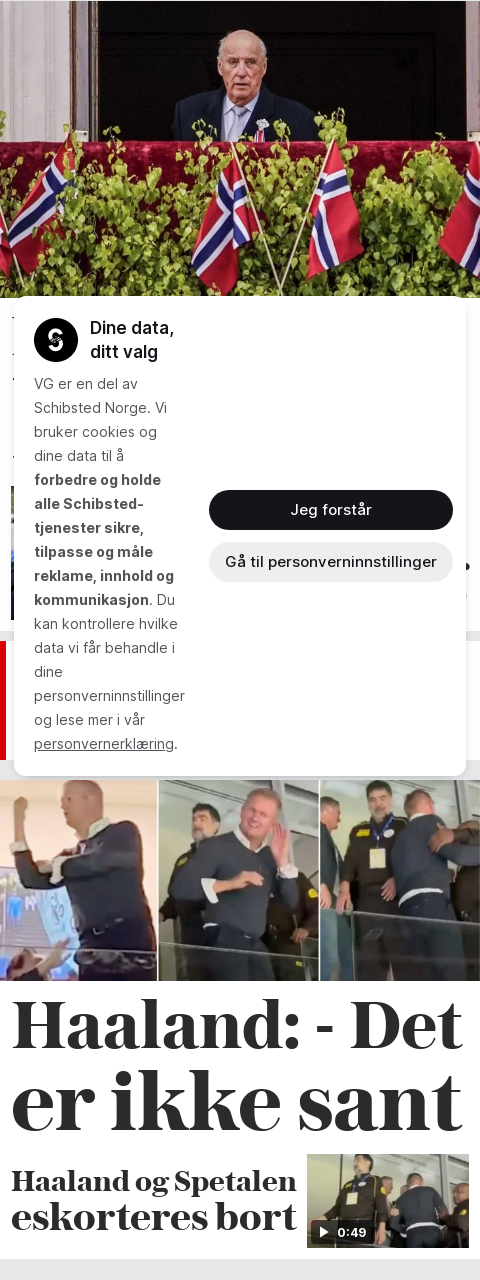 Dine data,
ditt valg
VG er en del av
Schibsted Norge. Vi
bruker cookies og
dine data til å
forbedre og holde
alle Schibsted-
tjenester sikre,
tilpasse og måle
reklame, innhold og
kommunikasjon. Du
kan kontrollere hvilke
data vi får behandle i
dine
personverninnstillinger
og lese mer i vår
personvernerklæring.
Jeg forstår
Gå til personverninnstillinger
Haaland: - Det
er ikke sant
Haaland og Spetalen
eskorteres bort
0:49